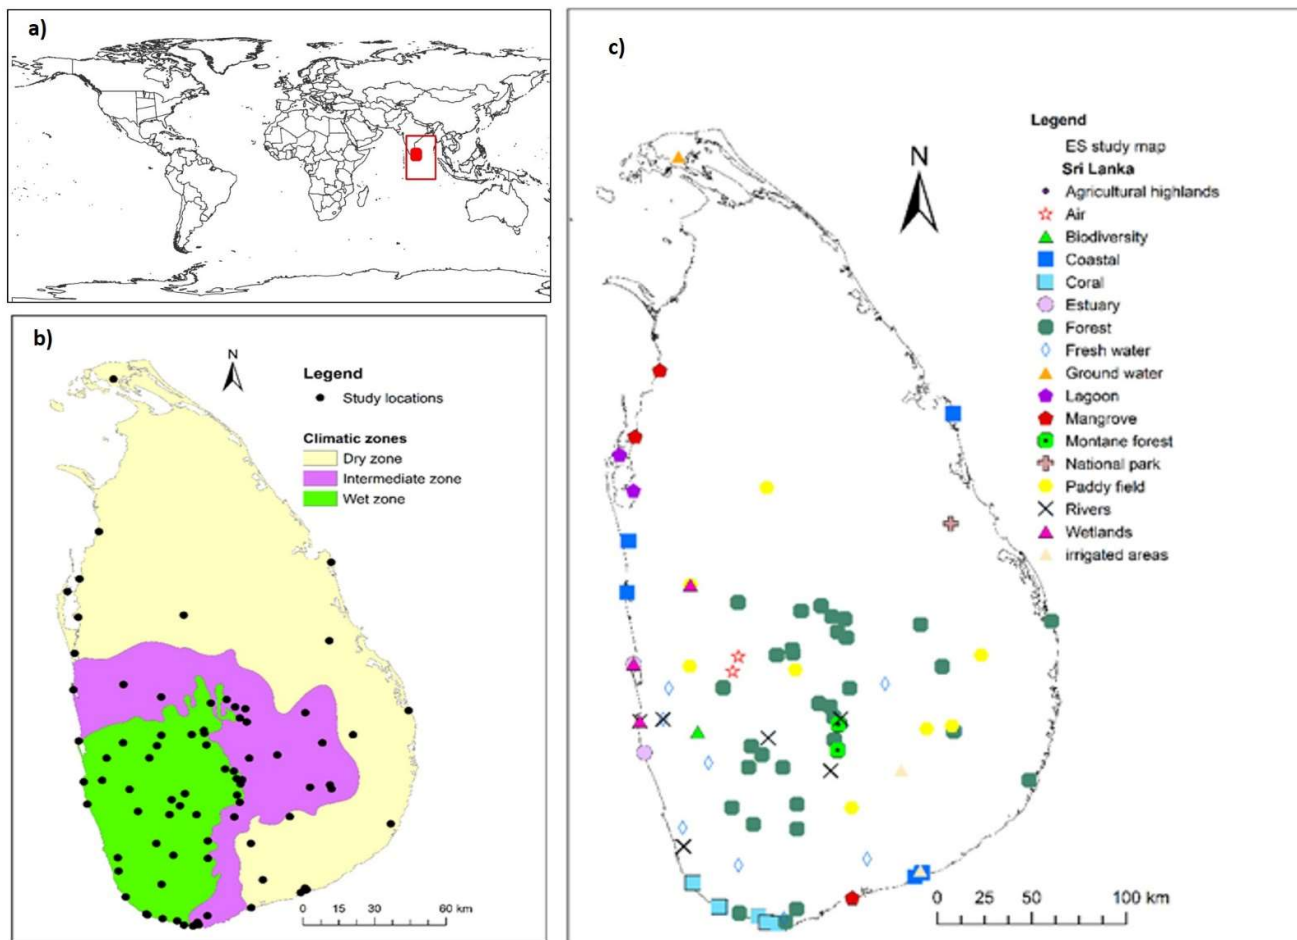 a)
b)
N
Legend
Study locations
Climatic zones
Dry zone
Intermediate zone
Wet zone
0 15 30 60 km
c)
N
Legend
ES study map
Sri Lanka
Agricultural highlands
Air
Biodiversity
Coastal
Coral
Estuary
Forest
Fresh water
Ground water
Lagoon
Mangrove
Montane forest
National park
Paddy field
Rivers
Wetlands
irrigated areas
0 25 50 100 km